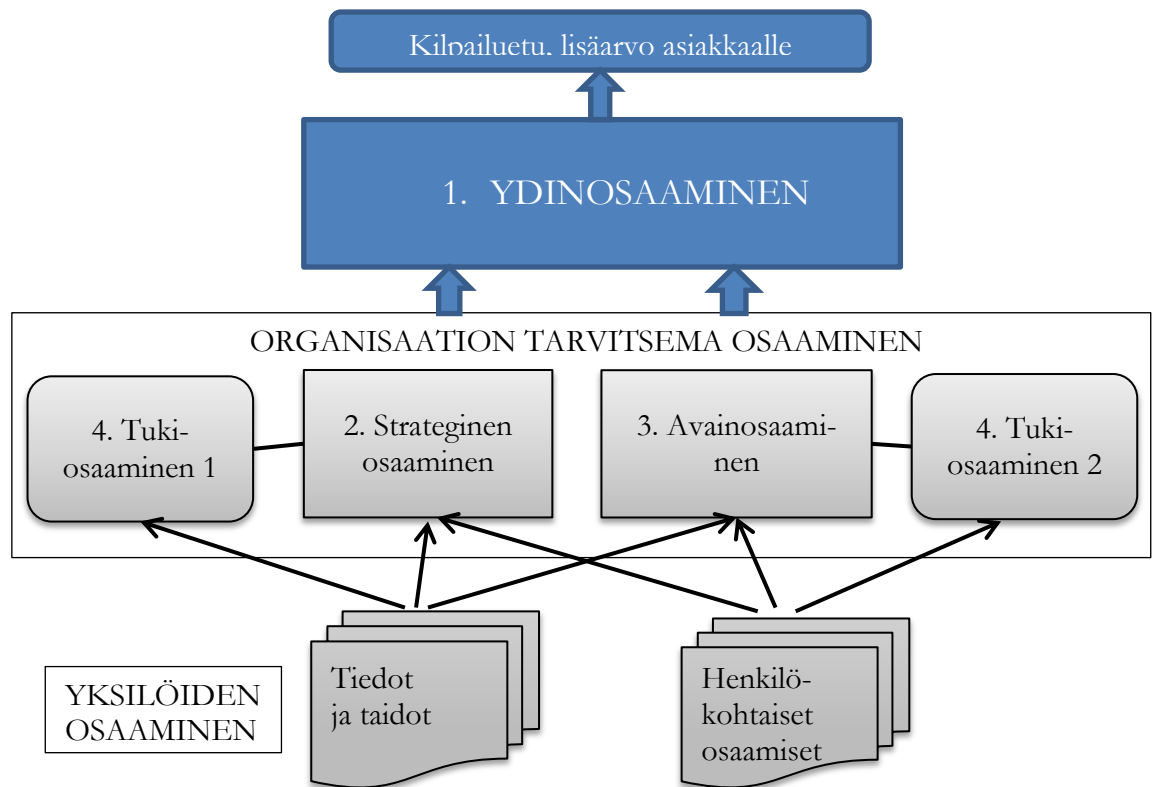 Kilpailuetu, lisäarvo asiakkaalle
1. YDINOSAAMINEN
ORGANISAATION TARVITSEMA OSAAMINEN
4. Tuki-
osaaminen 1
2. Strateginen
osaaminen
3. Avainosaami-
nen
4. Tuki-
osaaminen 2
YKSILÖIDEN
OSAAMINEN
Tiedot
ja taidot
Henkilö-
kohtaiset
osaamiset